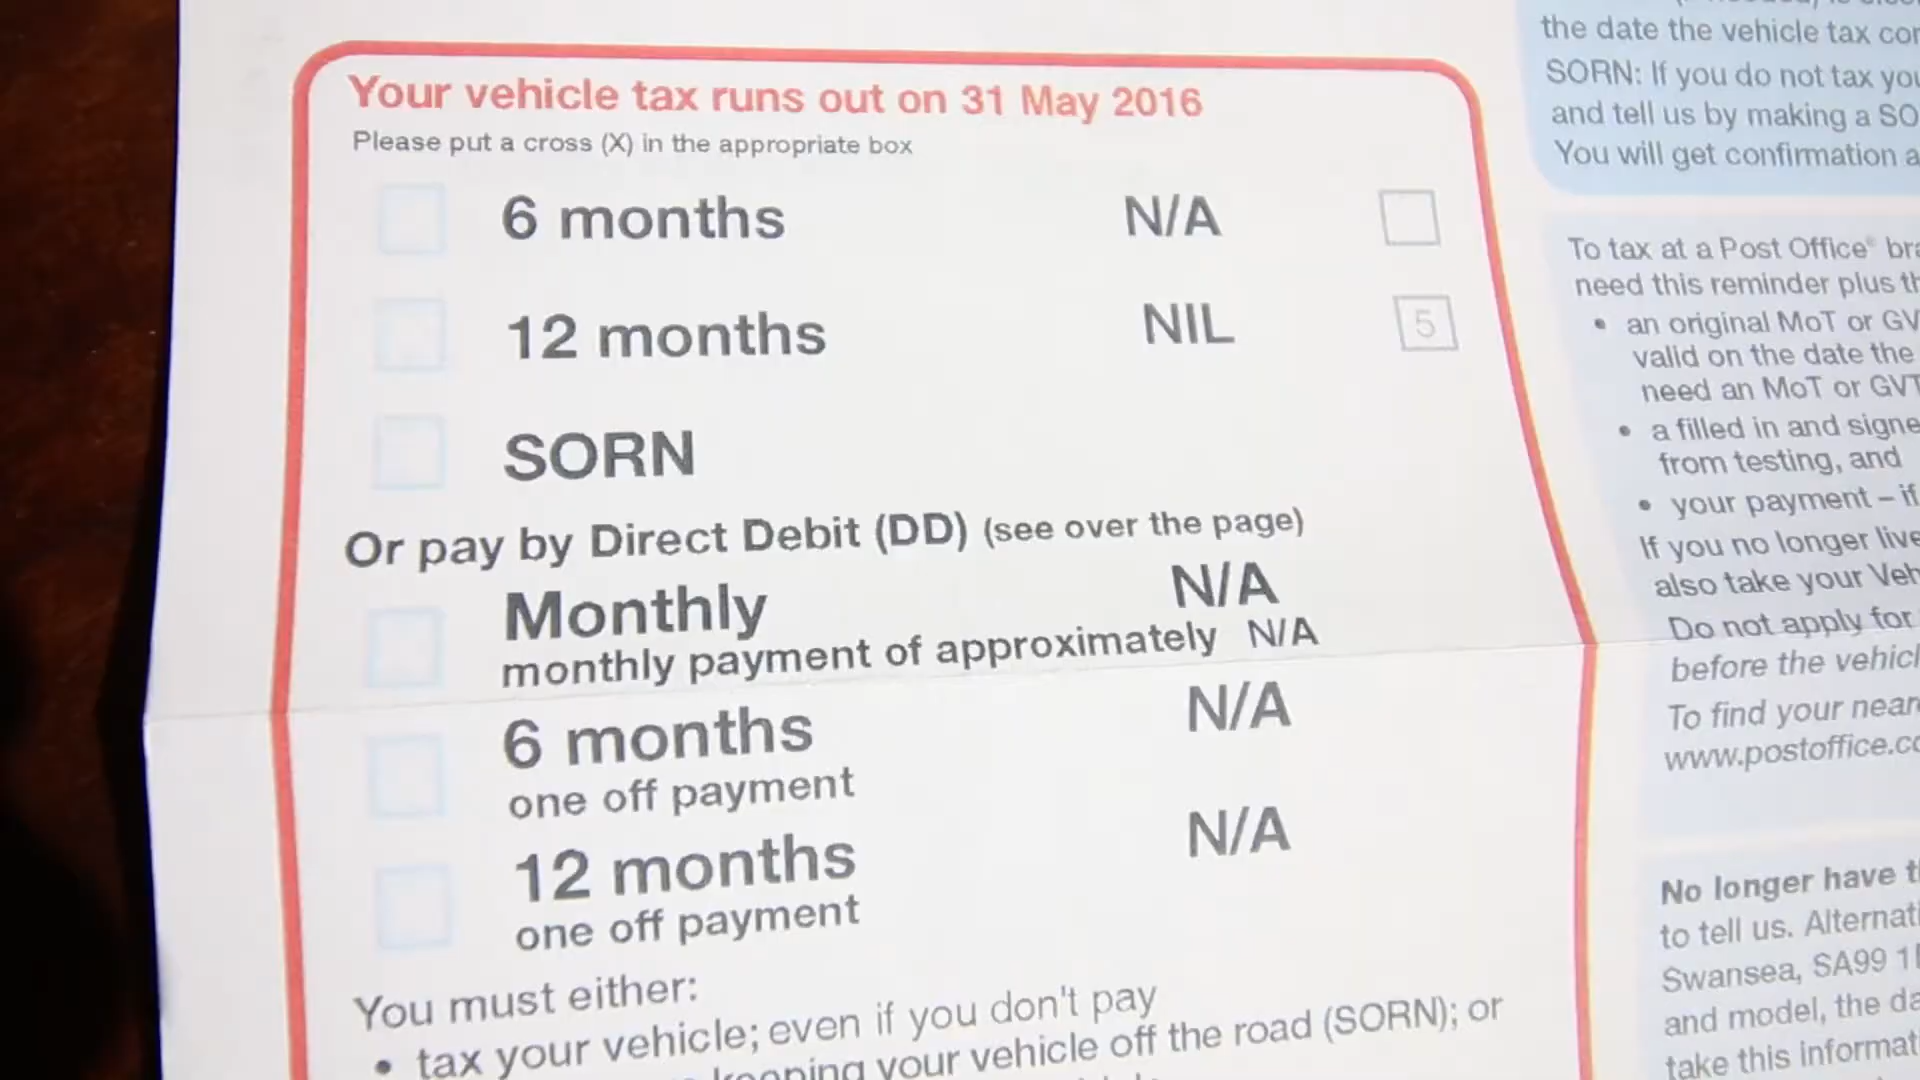 Your vehicle tax runs out on 31 May 2016
Please put a cross (X) in the appropriate box
6 months N/A
12 months NIL 5
SORN
Or pay by Direct Debit (DD) (see over the page)
Monthly N/A
monthly payment of approximately N/A
6 months N/A
one off payment
12 months N/A
one off payment
You must either:
• tax your vehicle; even if you don't pay
keeping your vehicle off the road (SORN); or
the date the vehicle tax
SORN: If you do not tax
and tell us by making a
You will get confirmation
To tax at a Post Office®
need this reminder plus
• an original MoT or
valid on the date the
need an MoT or GVT
• a filled in and
from testing, and
• your payment – if
If you no longer
also take your
Do not apply for
before the
To find your
No longer have
to tell us.
Swansea, SA99
and model, the
take this